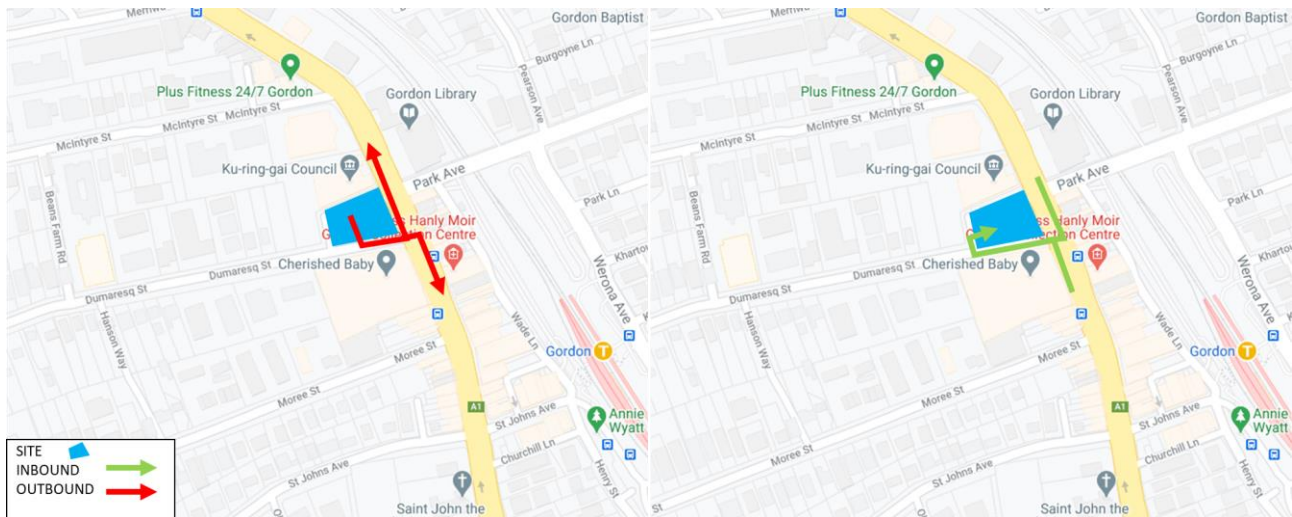 Gordon Baptist
Burgoyne Ln
Pearson Ave
Plus Fitness 24/7 Gordon
Gordon Library
McIntyre St
McIntyre St
McIntyre St
Ku-ring-gai Council
Park Ave
Park Ln
Beans Farm Rd
ss Hanly Moir
ction Centre
Cherished Baby
Dumaresq St
Dumaresq St
Werona Ave
Hanson Way
Wade Ln
Gordon
T
Moree St
Moree St
A1
St Johns Ave
Annie
Wyatt
Churchill Ln
St Johns Ave
Henry St
Saint John the
SITE
INBOUND
OUTBOUND
Gordon Baptist
Burgoyne Ln
Pearson Ave
Plus Fitness 24/7 Gordon
Gordon Library
McIntyre St
McIntyre St
McIntyre St
Ku-ring-gai Council
Park Ave
Park Ln
Beans Farm Rd
ss Hanly Moir
ction Centre
Cherished Baby
Dumaresq St
Dumaresq St
Werona Ave
Hanson Way
Wade Ln
Gordon
T
Moree St
Moree St
A1
St Johns Ave
Annie
Wyatt
Churchill Ln
St Johns Ave
Henry St
Saint John the